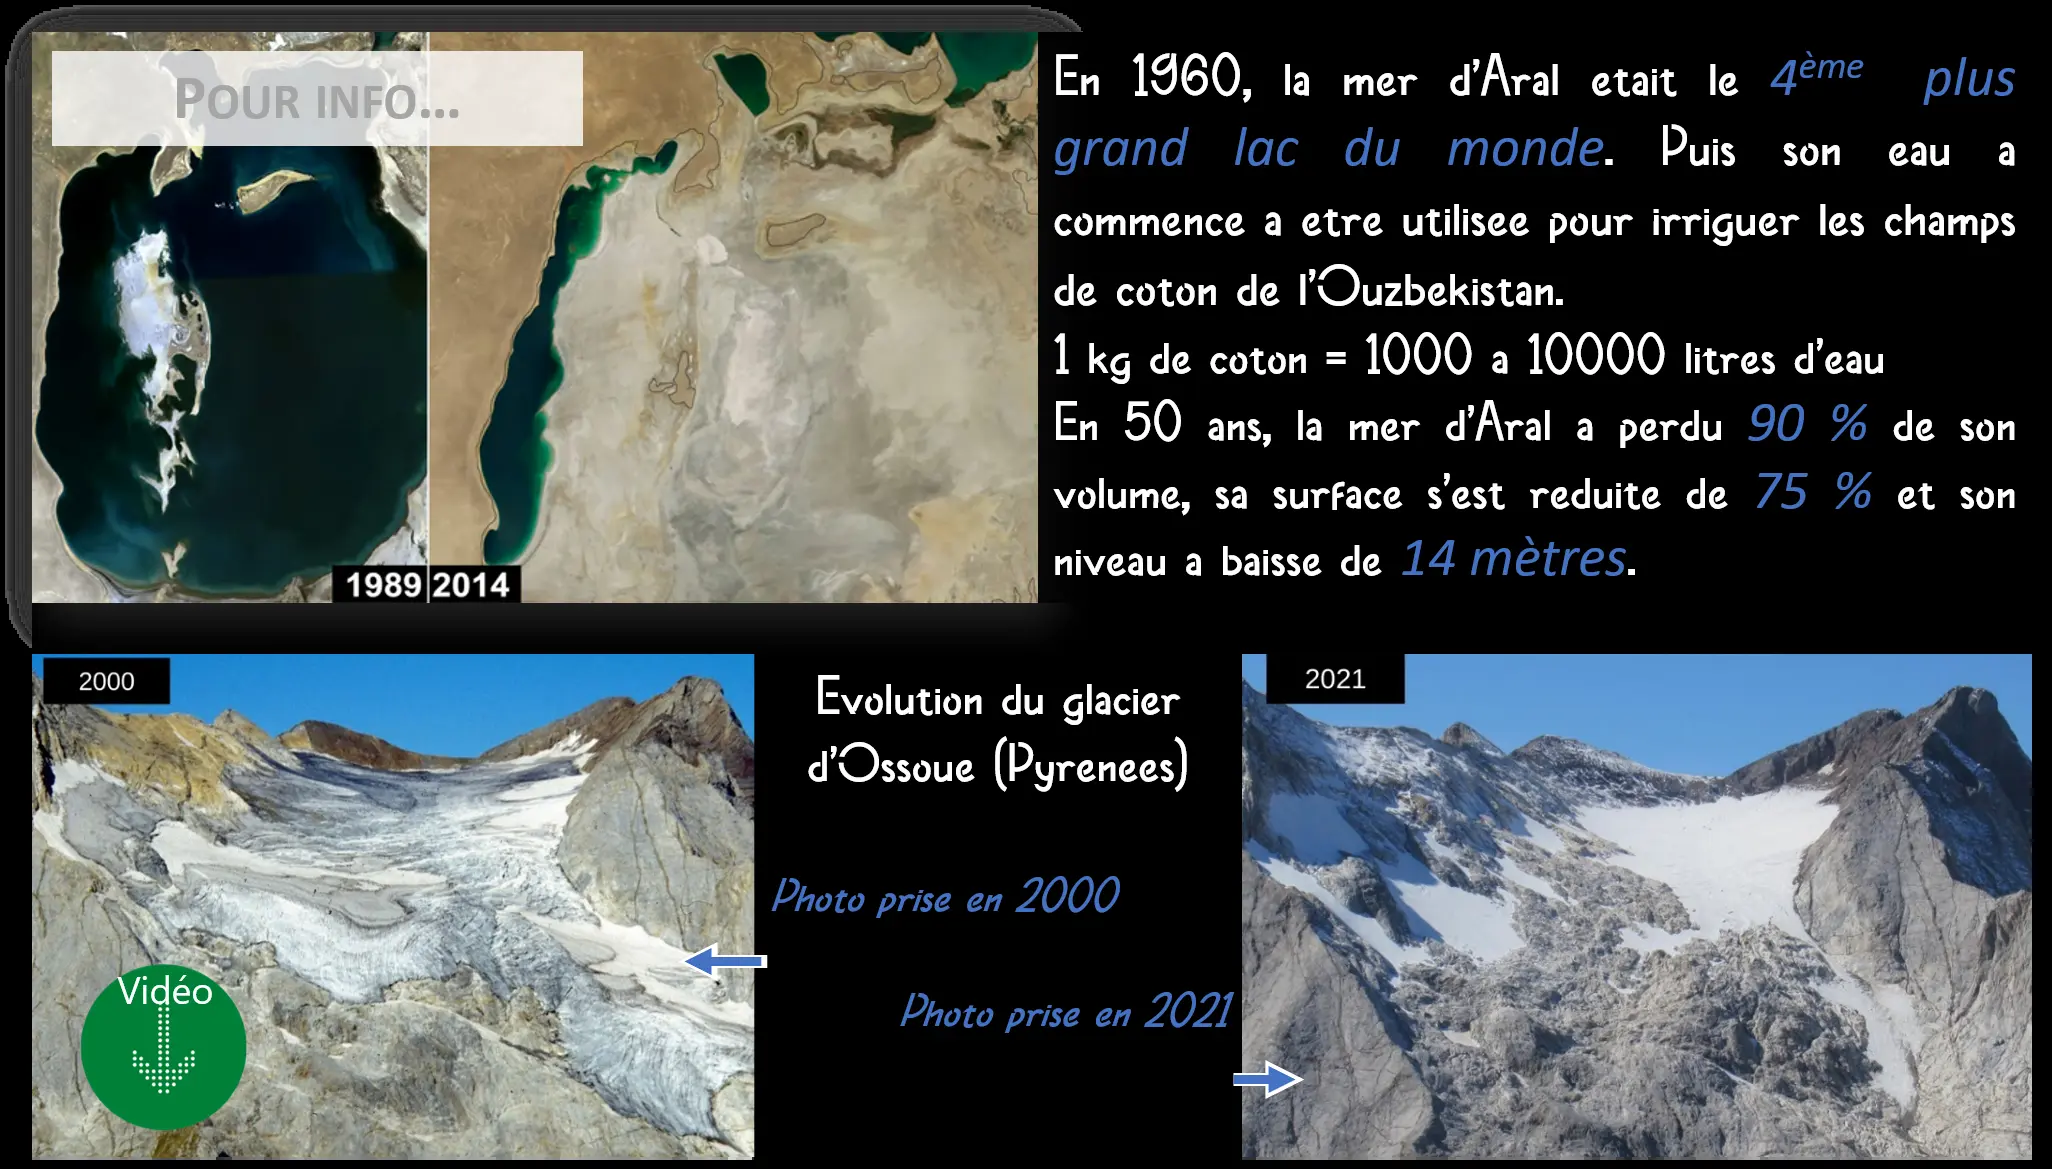 POUR INFO...
En 1960, la mer d'Aral etait le 4ème plus
grand lac du monde. Puis son eau a
commence a etre utilisee pour irriguer les champs
de coton de l'Ouzbekistan.
1 kg de coton = 1000 a 10000 litres d'eau
En 50 ans, la mer d'Aral a perdu 90 % de son
volume, sa surface s'est reduite de 75 % et son
niveau a baisse de 14 mètres.
1989 2014
2000
Evolution du glacier
d'Ossoue (Pyrenees)
2021
Photo prise en 2000
Photo prise en 2021
Vidéo